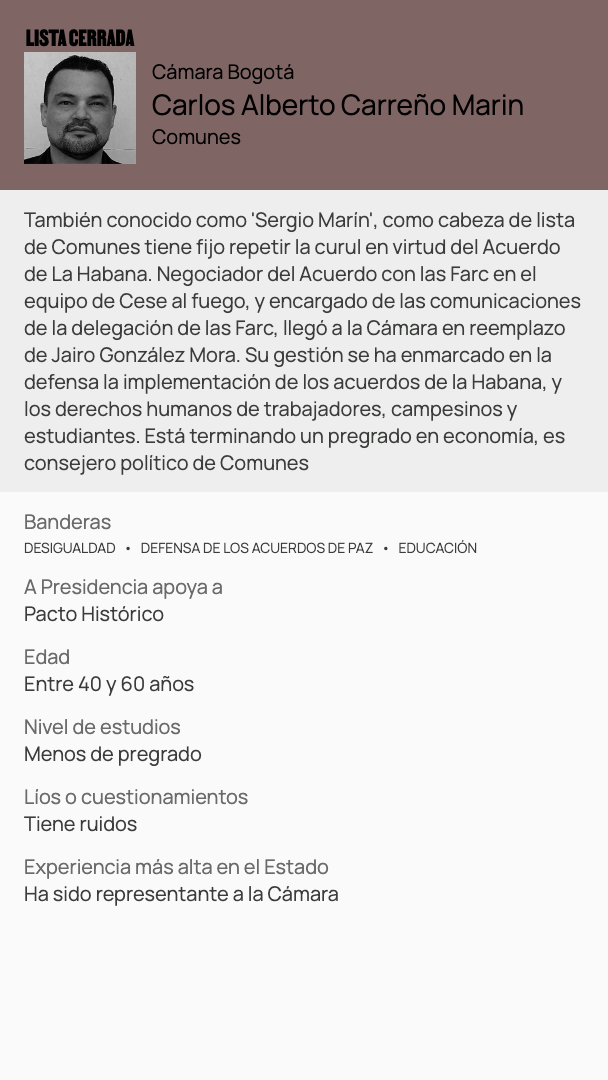 LISTA CERRADA
Cámara Bogotá
Carlos Alberto Carreño Marin
Comunes
También conocido como 'Sergio Marín', como cabeza de lista
de Comunes tiene fijo repetir la curul en virtud del Acuerdo
de La Habana. Negociador del Acuerdo con las Farc en el
equipo de Cese al fuego, y encargado de las comunicaciones
de la delegación de las Farc, llegó a la Cámara en reemplazo
de Jairo González Mora. Su gestión se ha enmarcado en la
defensa la implementación de los acuerdos de la Habana, y
los derechos humanos de trabajadores, campesinos y
estudiantes. Está terminando un pregrado en economía, es
consejero político de Comunes
Banderas
DESIGUALDAD • DEFENSA DE LOS ACUERDOS DE PAZ • EDUCACIÓN
A Presidencia apoya a
Pacto Histórico
Edad
Entre 40 y 60 años
Nivel de estudios
Menos de pregrado
Líos o cuestionamientos
Tiene ruidos
Experiencia más alta en el Estado
Ha sido representante a la Cámara